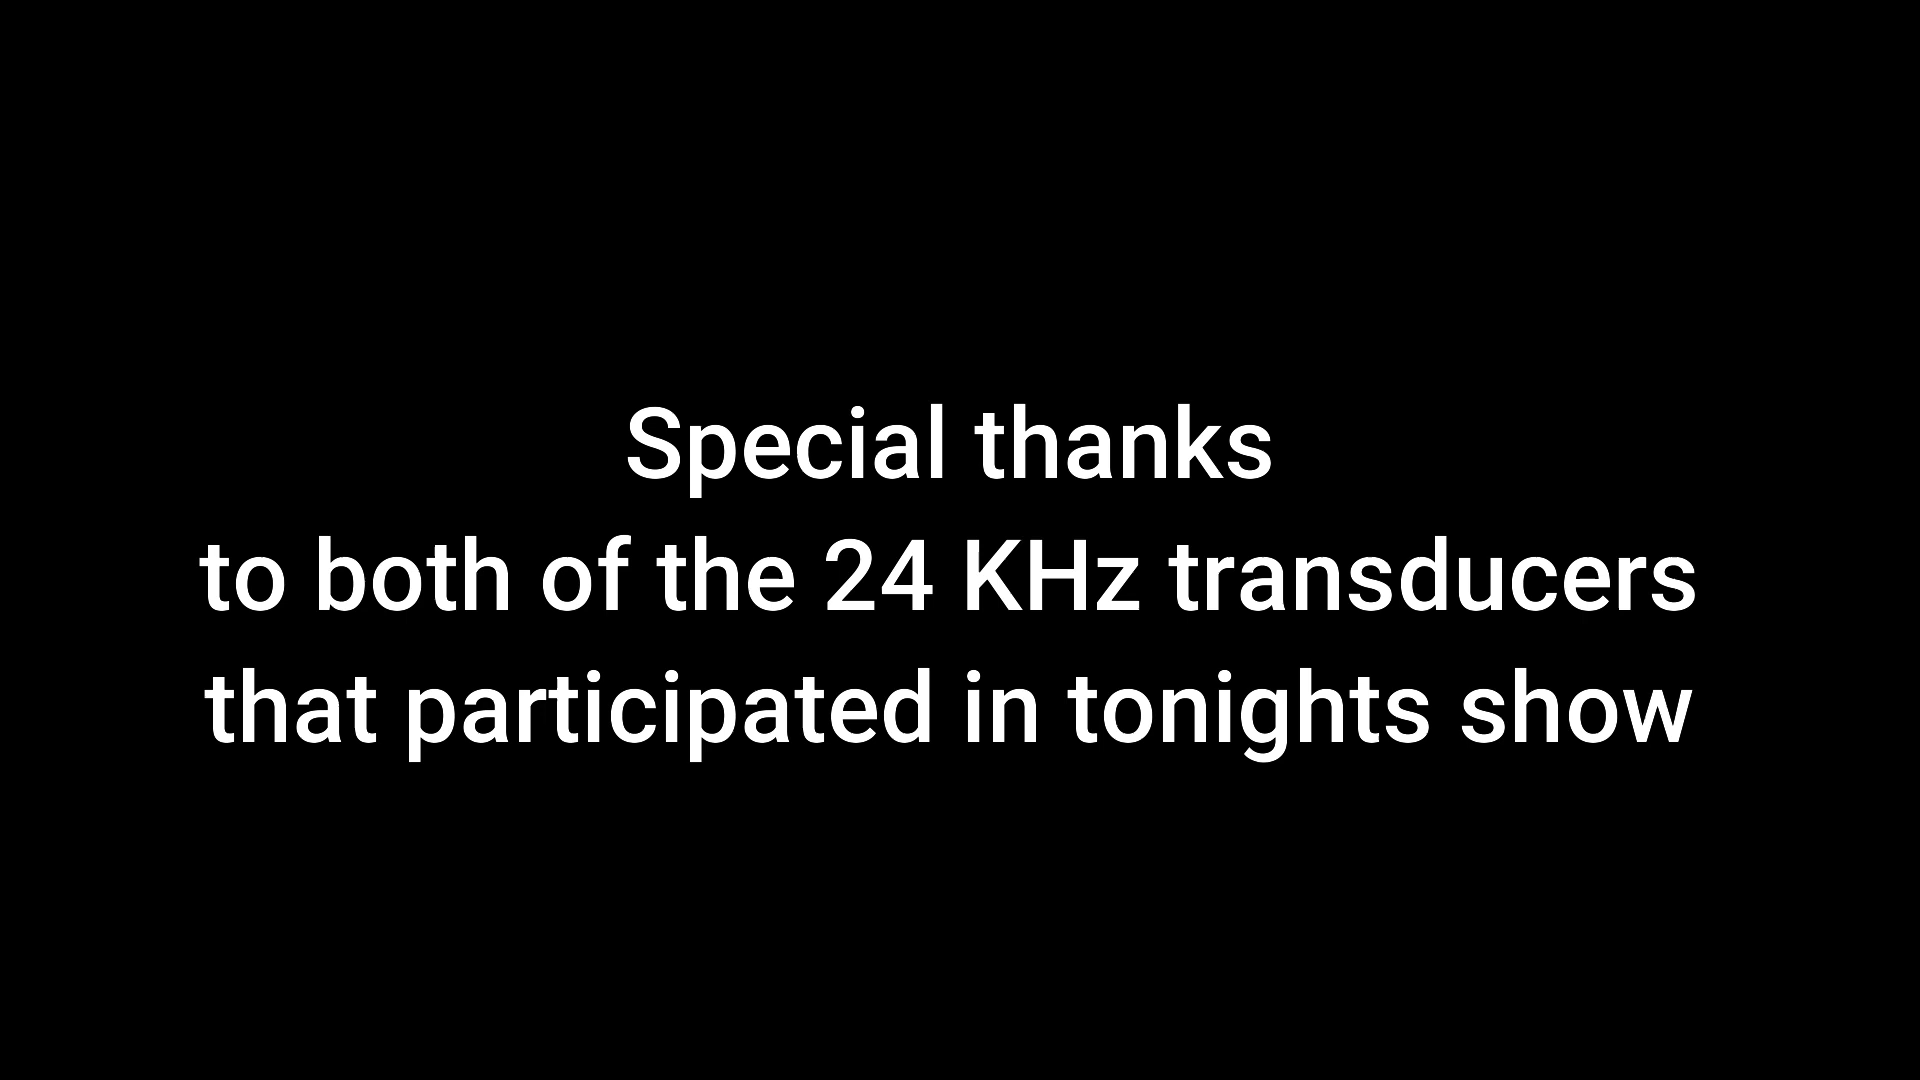 Special thanks
to both of the 24 KHz transducers
that participated in tonights show